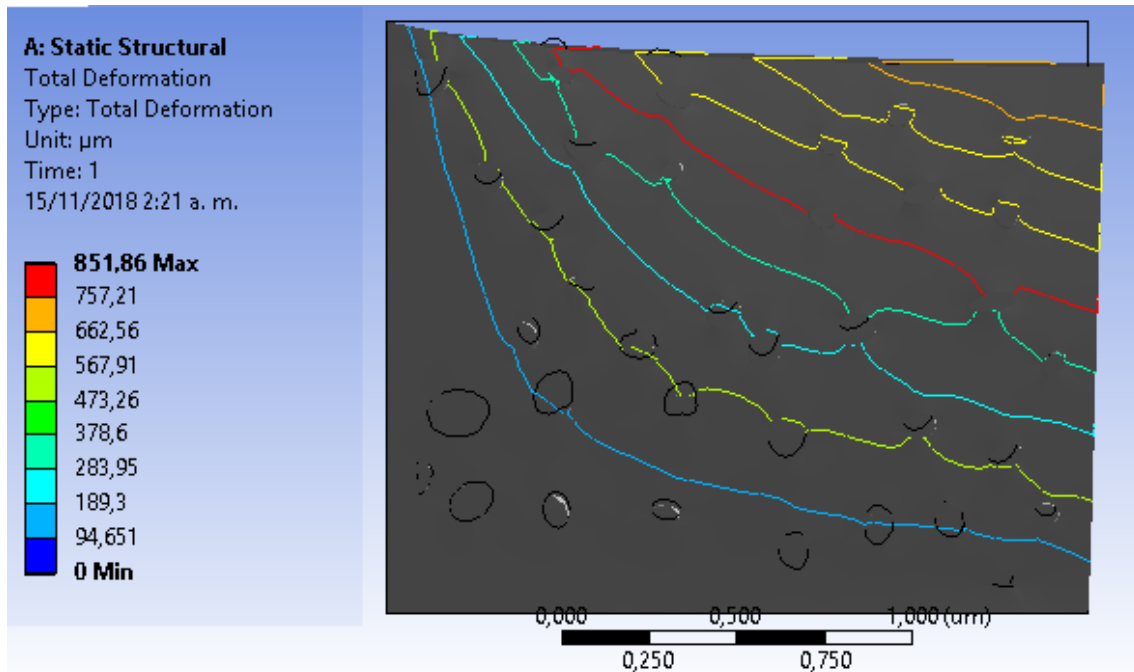 A: Static Structural
Total Deformation
Type: Total Deformation
Unit: µm
Time: 1
15/11/2018 2:21 a. m.
851,86 Max
757,21
662,56
567,91
473,26
378,6
283,95
189,3
94,651
0 Min
0,000 0,500 1,000 (um)
0,250 0,750